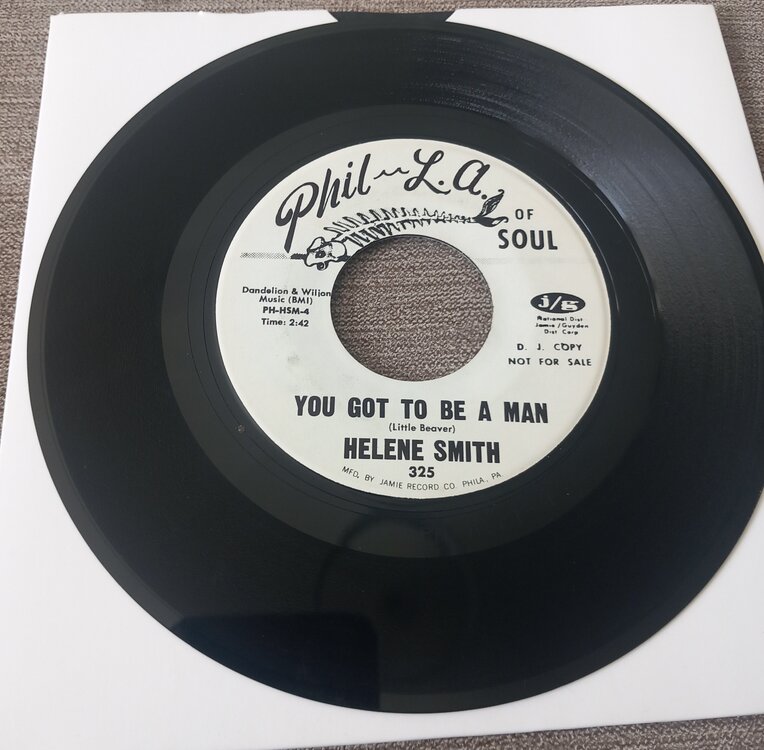 Phil-L.A.
OF
SOUL
Dandelion & Wiljon
Music (BMI)
PH-HSM-4
Time: 2:42
j/g
National Dist
Jamie/Guyden
Dist Corp
D. J. COPY
NOT FOR SALE
YOU GOT TO BE A MAN
(Little Beaver)
HELENE SMITH
325
MFD. BY JAMIE RECORD CO. PHILA., PA